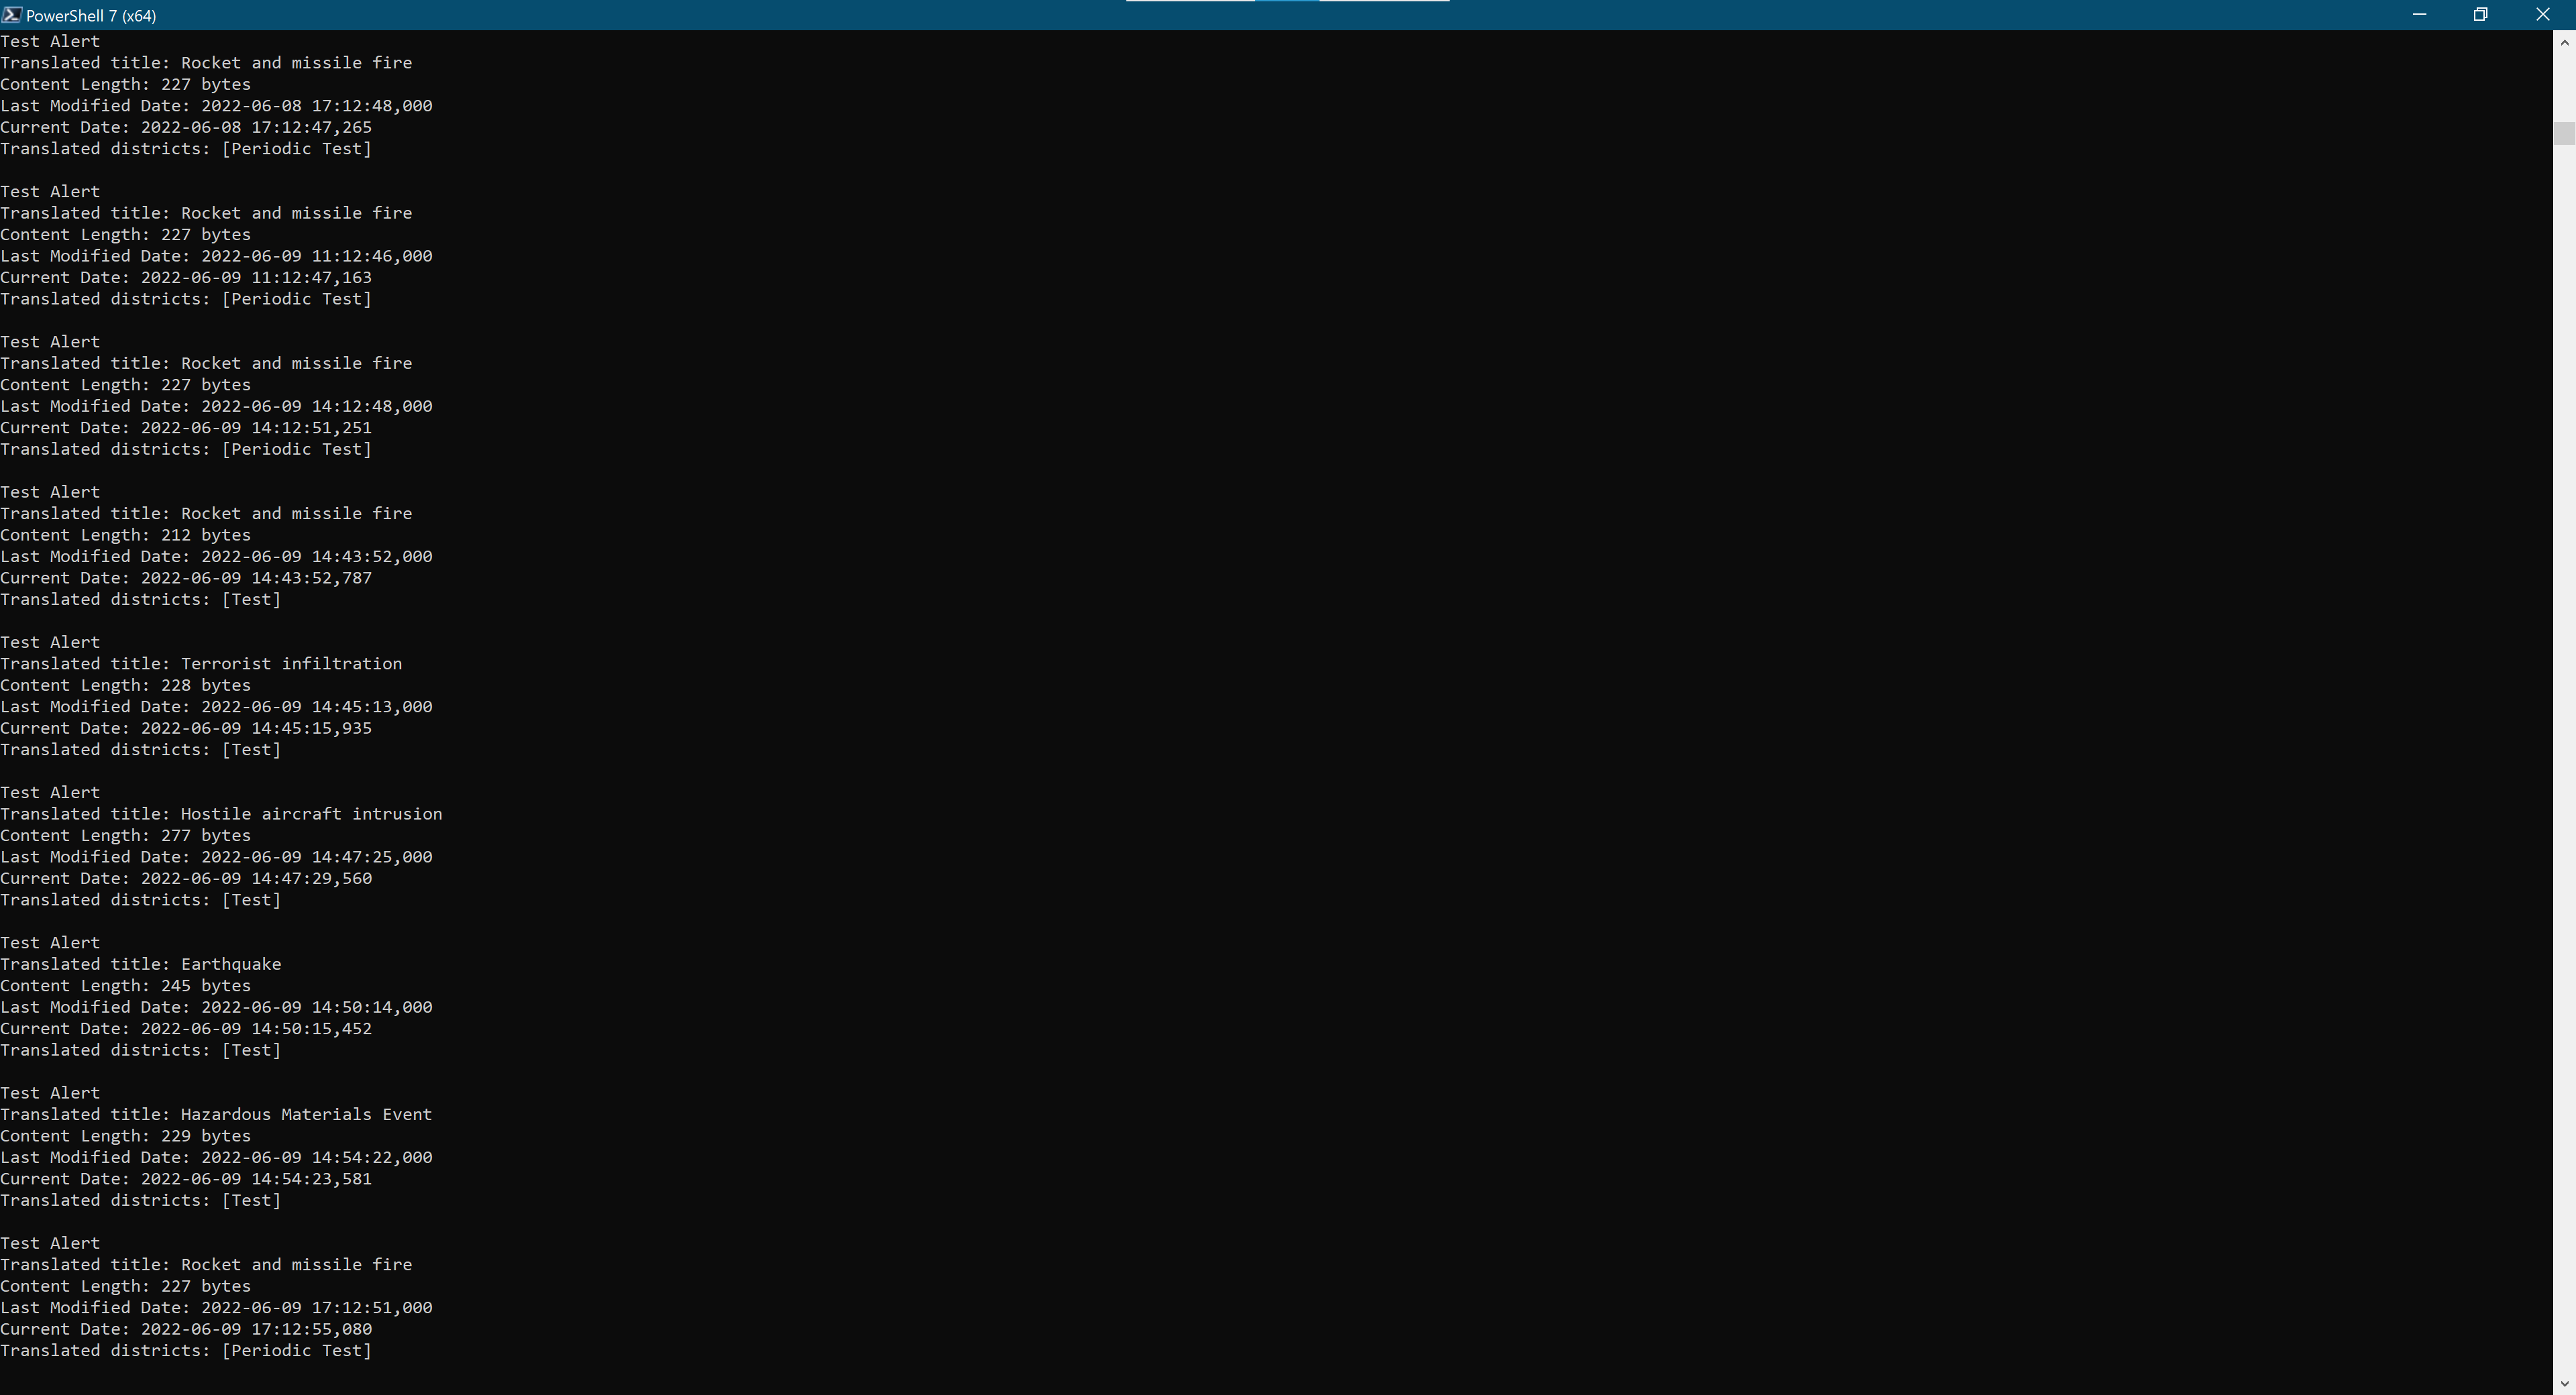 PowerShell 7 (x64)
Test Alert
Translated title: Rocket and missile fire
Content Length: 227 bytes
Last Modified Date: 2022-06-08 17:12:48,000
Current Date: 2022-06-08 17:12:47,265
Translated districts: [Periodic Test]
Test Alert
Translated title: Rocket and missile fire
Content Length: 227 bytes
Last Modified Date: 2022-06-09 11:12:46,000
Current Date: 2022-06-09 11:12:47,163
Translated districts: [Periodic Test]
Test Alert
Translated title: Rocket and missile fire
Content Length: 227 bytes
Last Modified Date: 2022-06-09 14:12:48,000
Current Date: 2022-06-09 14:12:51,251
Translated districts: [Periodic Test]
Test Alert
Translated title: Rocket and missile fire
Content Length: 212 bytes
Last Modified Date: 2022-06-09 14:43:52,000
Current Date: 2022-06-09 14:43:52,787
Translated districts: [Test]
Test Alert
Translated title: Terrorist infiltration
Content Length: 228 bytes
Last Modified Date: 2022-06-09 14:45:13,000
Current Date: 2022-06-09 14:45:15,935
Translated districts: [Test]
Test Alert
Translated title: Hostile aircraft intrusion
Content Length: 277 bytes
Last Modified Date: 2022-06-09 14:47:25,000
Current Date: 2022-06-09 14:47:29,560
Translated districts: [Test]
Test Alert
Translated title: Earthquake
Content Length: 245 bytes
Last Modified Date: 2022-06-09 14:50:14,000
Current Date: 2022-06-09 14:50:15,452
Translated districts: [Test]
Test Alert
Translated title: Hazardous Materials Event
Content Length: 229 bytes
Last Modified Date: 2022-06-09 14:54:22,000
Current Date: 2022-06-09 14:54:23,581
Translated districts: [Test]
Test Alert
Translated title: Rocket and missile fire
Content Length: 227 bytes
Last Modified Date: 2022-06-09 17:12:51,000
Current Date: 2022-06-09 17:12:55,080
Translated districts: [Periodic Test]